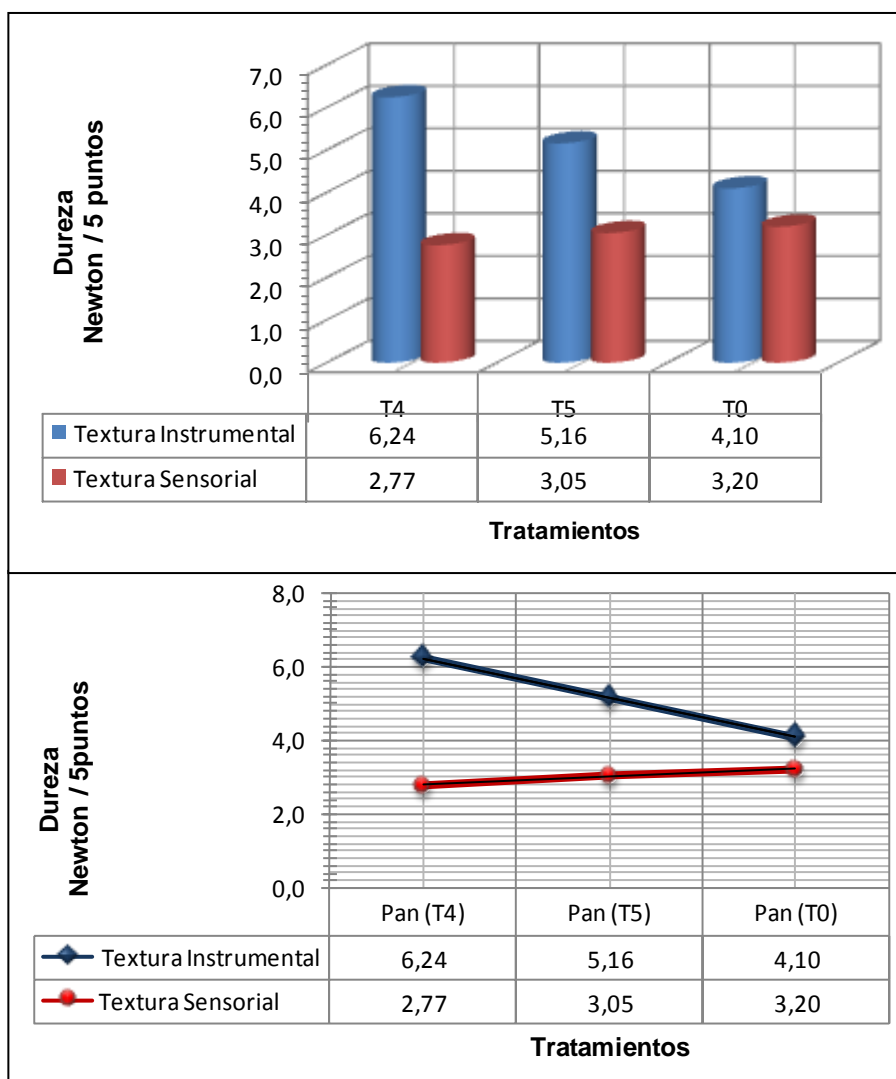 7,0
6,0
5,0
4,0
3,0
2,0
1,0
0,0
Dureza
Newton / 5 puntos
T4 T5 T0
Textura Instrumental 6,24 5,16 4,10
Textura Sensorial 2,77 3,05 3,20
Tratamientos
8,0
6,0
4,0
2,0
0,0
Dureza
Newton / 5puntos
Pan (T4) Pan (T5) Pan (T0)
Textura Instrumental 6,24 5,16 4,10
Textura Sensorial 2,77 3,05 3,20
Tratamientos